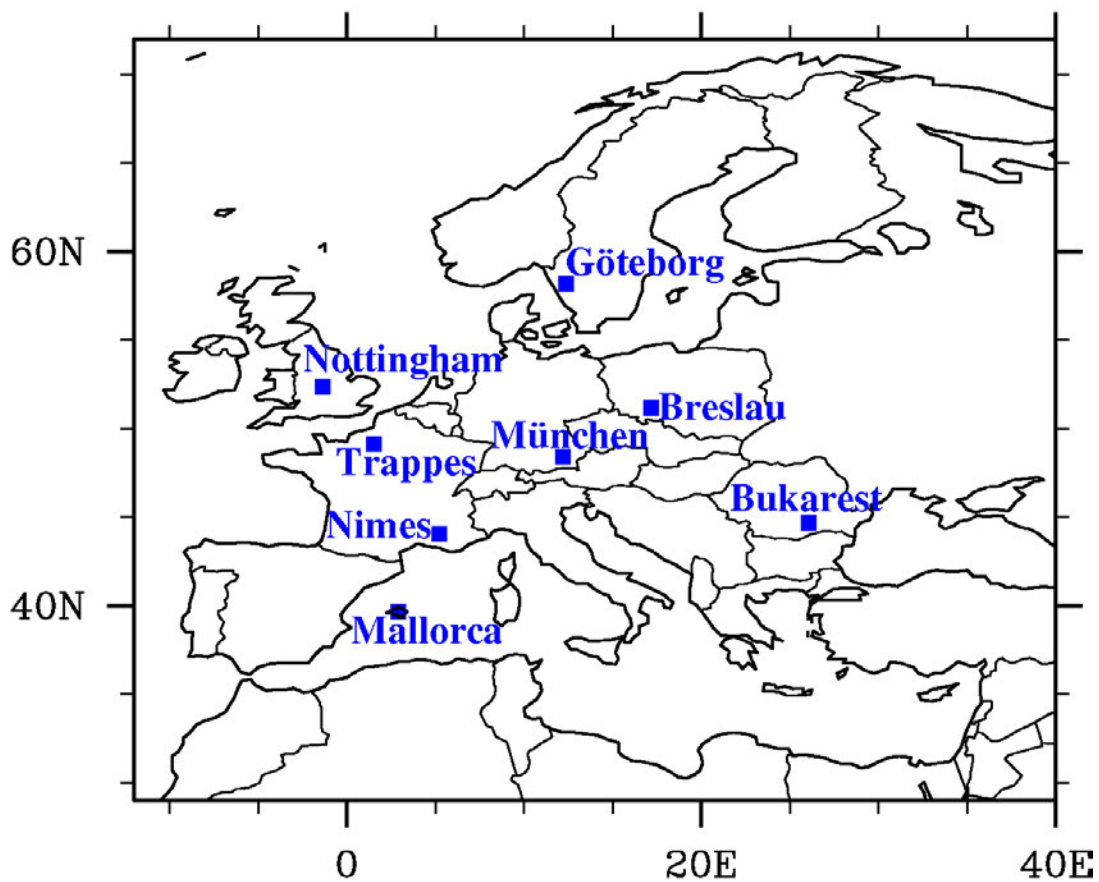 60N
Göteborg
Nottingham
Breslau
München
Trappes
Bukarest
Nimes
40N
Mallorca
0
20E
40E